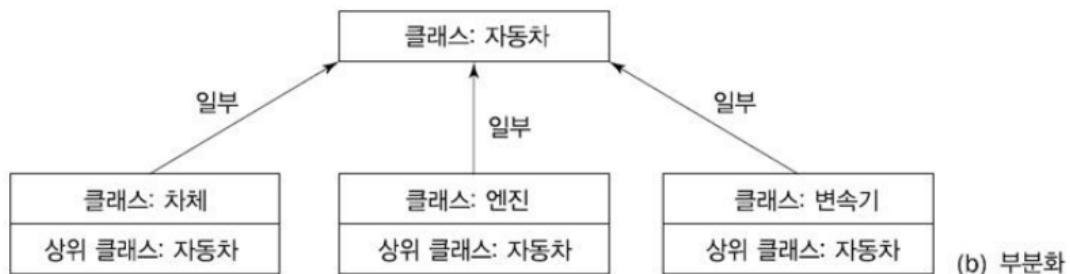 클래스: 자동차
일부
일부
일부
클래스: 차체
클래스: 엔진
클래스: 변속기
상위 클래스: 자동차
상위 클래스: 자동차
상위 클래스: 자동차
(b) 부분화